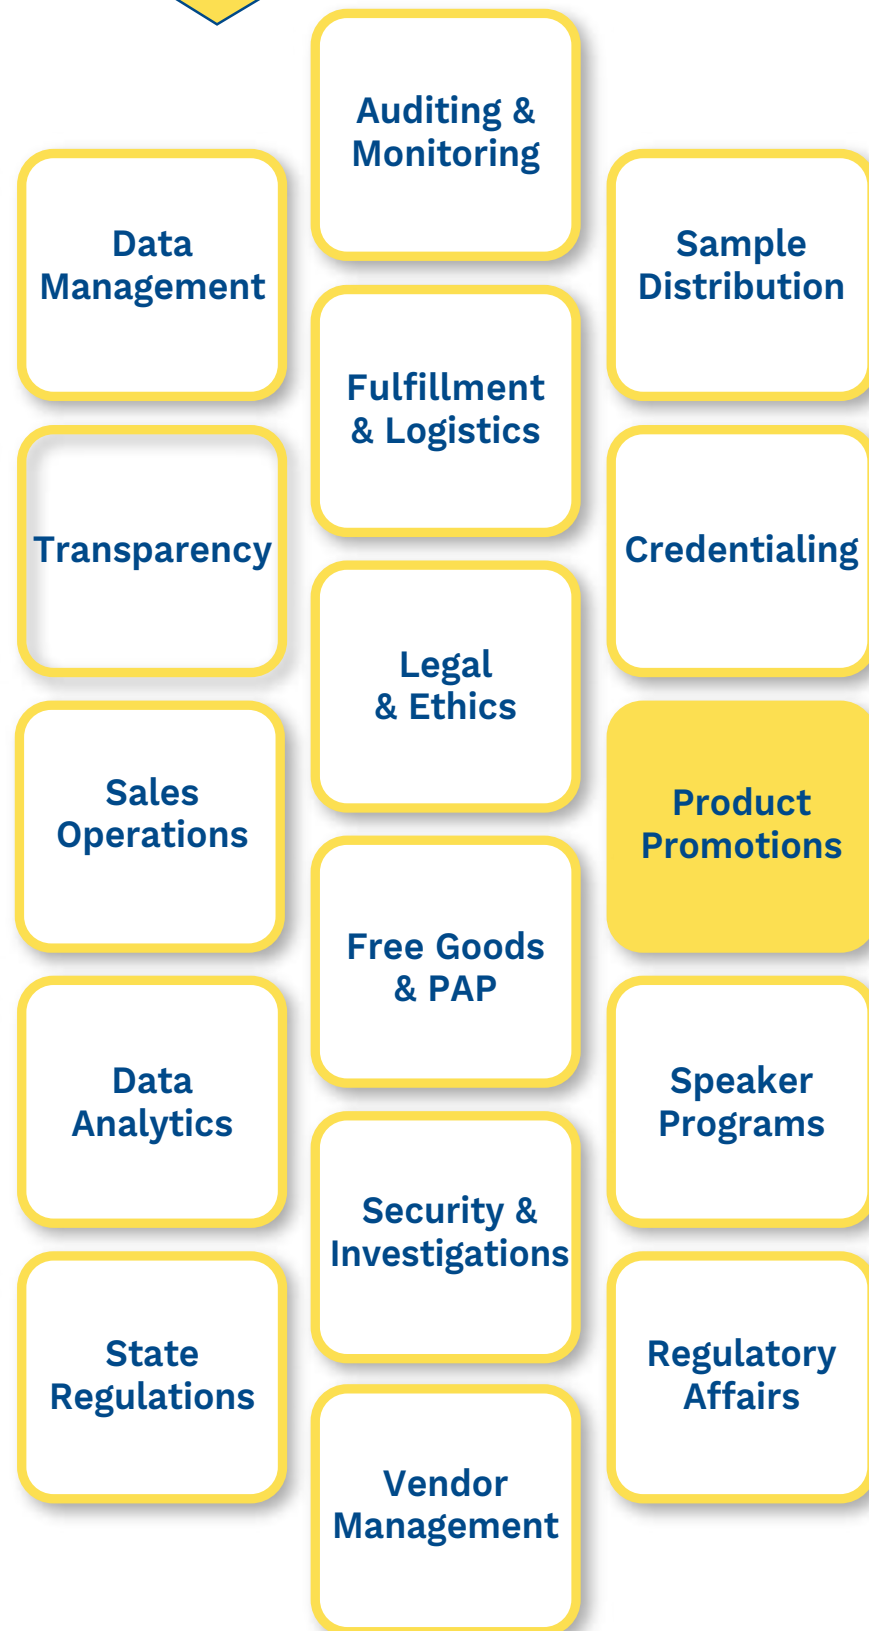 Auditing &
Monitoring
Data
Management
Sample
Distribution
Fulfillment
& Logistics
Transparency
Credentialing
Legal
& Ethics
Sales
Operations
Product
Promotions
Free Goods
& PAP
Data
Analytics
Speaker
Programs
Security &
Investigations
State
Regulations
Regulatory
Affairs
Vendor
Management